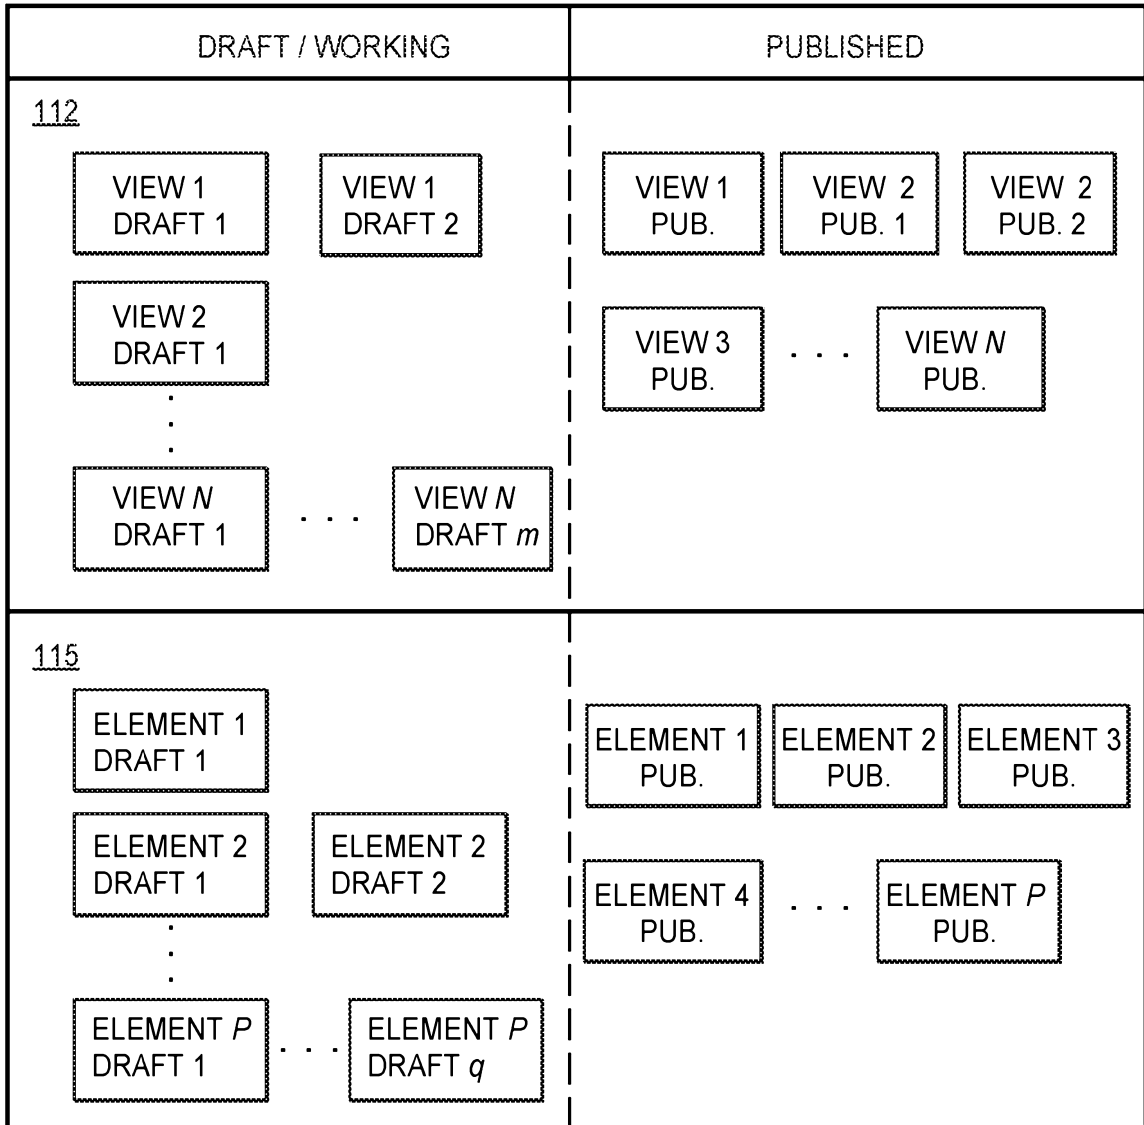 DRAFT / WORKING
PUBLISHED
112
VIEW 1
DRAFT 1
VIEW 1
DRAFT 2
VIEW 2
DRAFT 1
.
.
.
VIEW N
DRAFT 1
. . .
VIEW N
DRAFT m
VIEW 1
PUB.
VIEW 2
PUB. 1
VIEW 2
PUB. 2
VIEW 3
PUB.
. . .
VIEW N
PUB.
115
ELEMENT 1
DRAFT 1
ELEMENT 2
DRAFT 1
ELEMENT 2
DRAFT 2
.
.
.
ELEMENT P
DRAFT 1
. . .
ELEMENT P
DRAFT q
ELEMENT 1
PUB.
ELEMENT 2
PUB.
ELEMENT 3
PUB.
ELEMENT 4
PUB.
. . .
ELEMENT P
PUB.